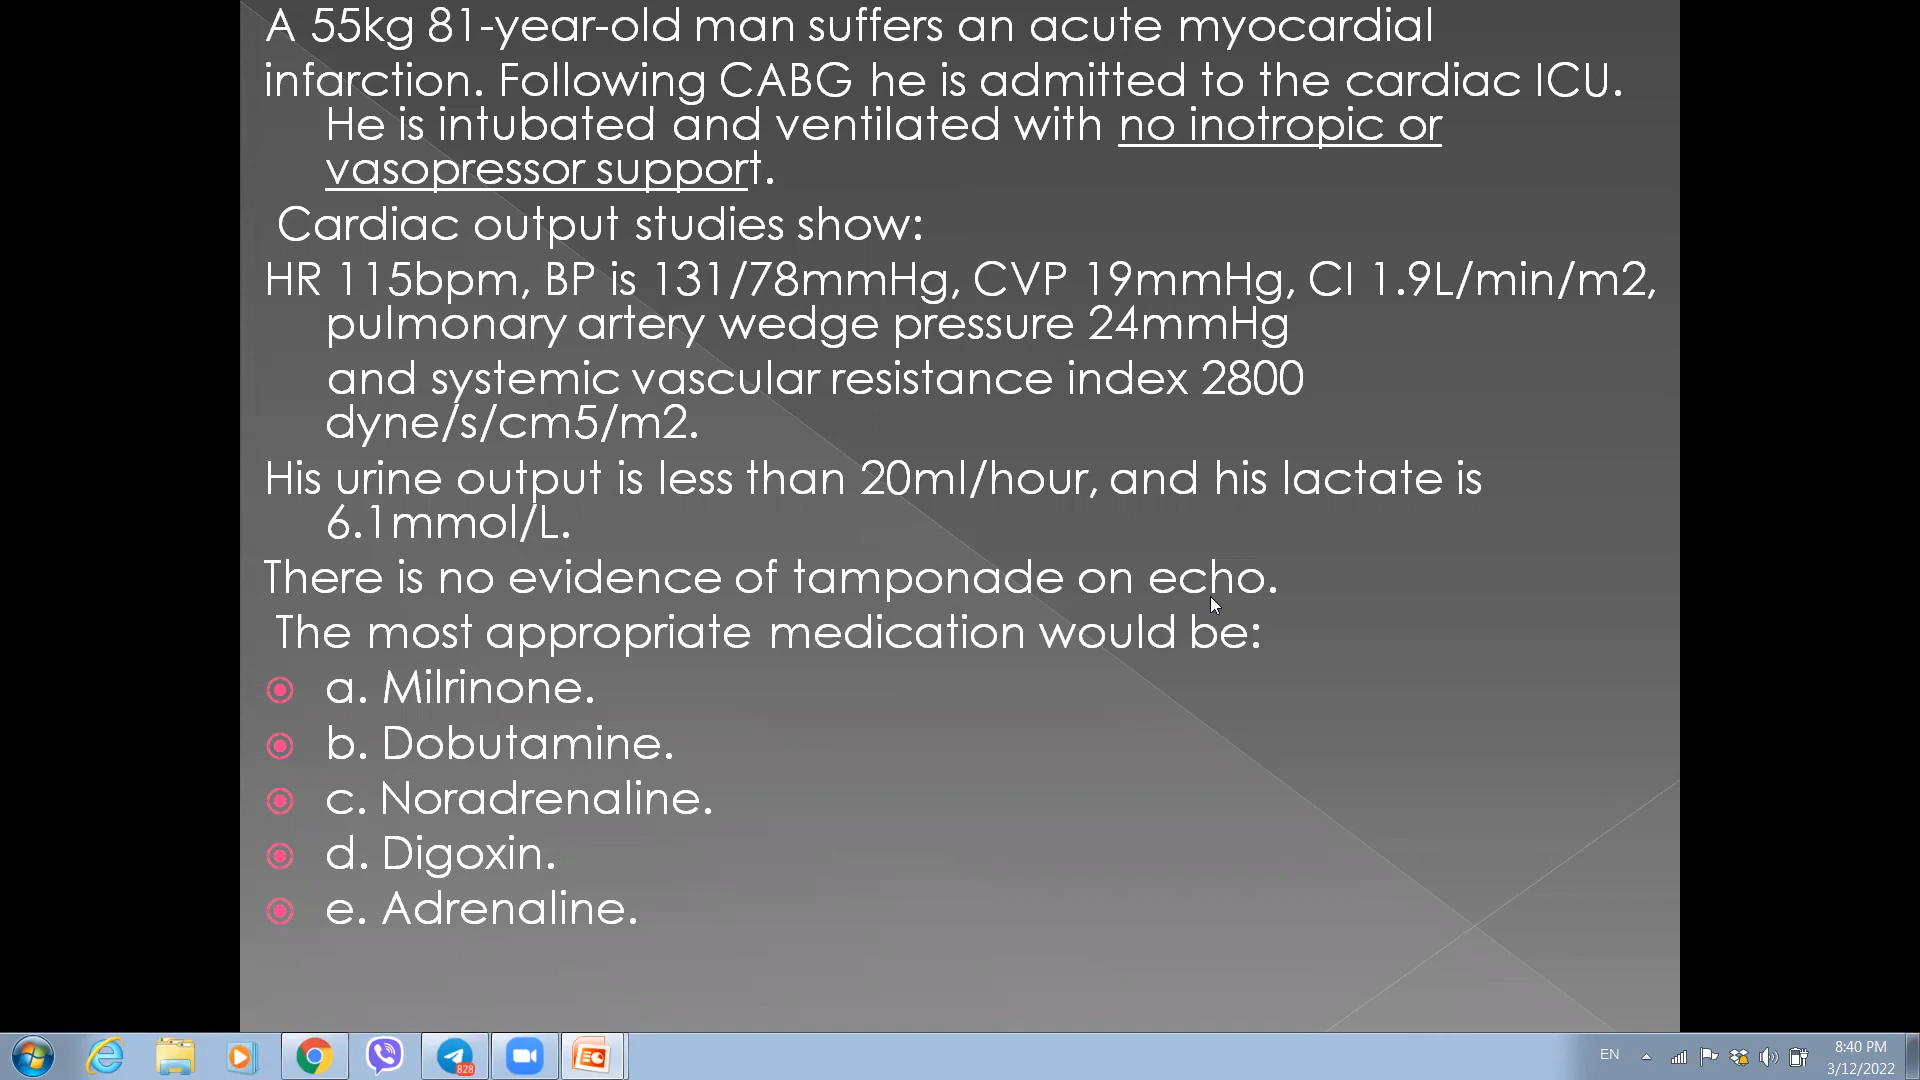 A 55kg 81-year-old man suffers an acute myocardial
infarction. Following CABG he is admitted to the cardiac ICU.
He is intubated and ventilated with no inotropic or
vasopressor support.
Cardiac output studies show:
HR 115bpm, BP is 131/78mmHg, CVP 19mmHg, CI 1.9L/min/m2,
pulmonary artery wedge pressure 24mmHg
and systemic vascular resistance index 2800
dyne/s/cm5/m2.
His urine output is less than 20ml/hour, and his lactate is
6.1mmol/L.
There is no evidence of tamponade on echo.
The most appropriate medication would be:
a. Milrinone.
b. Dobutamine.
c. Noradrenaline.
d. Digoxin.
e. Adrenaline.
828
EN
8:40 PM
3/12/2022